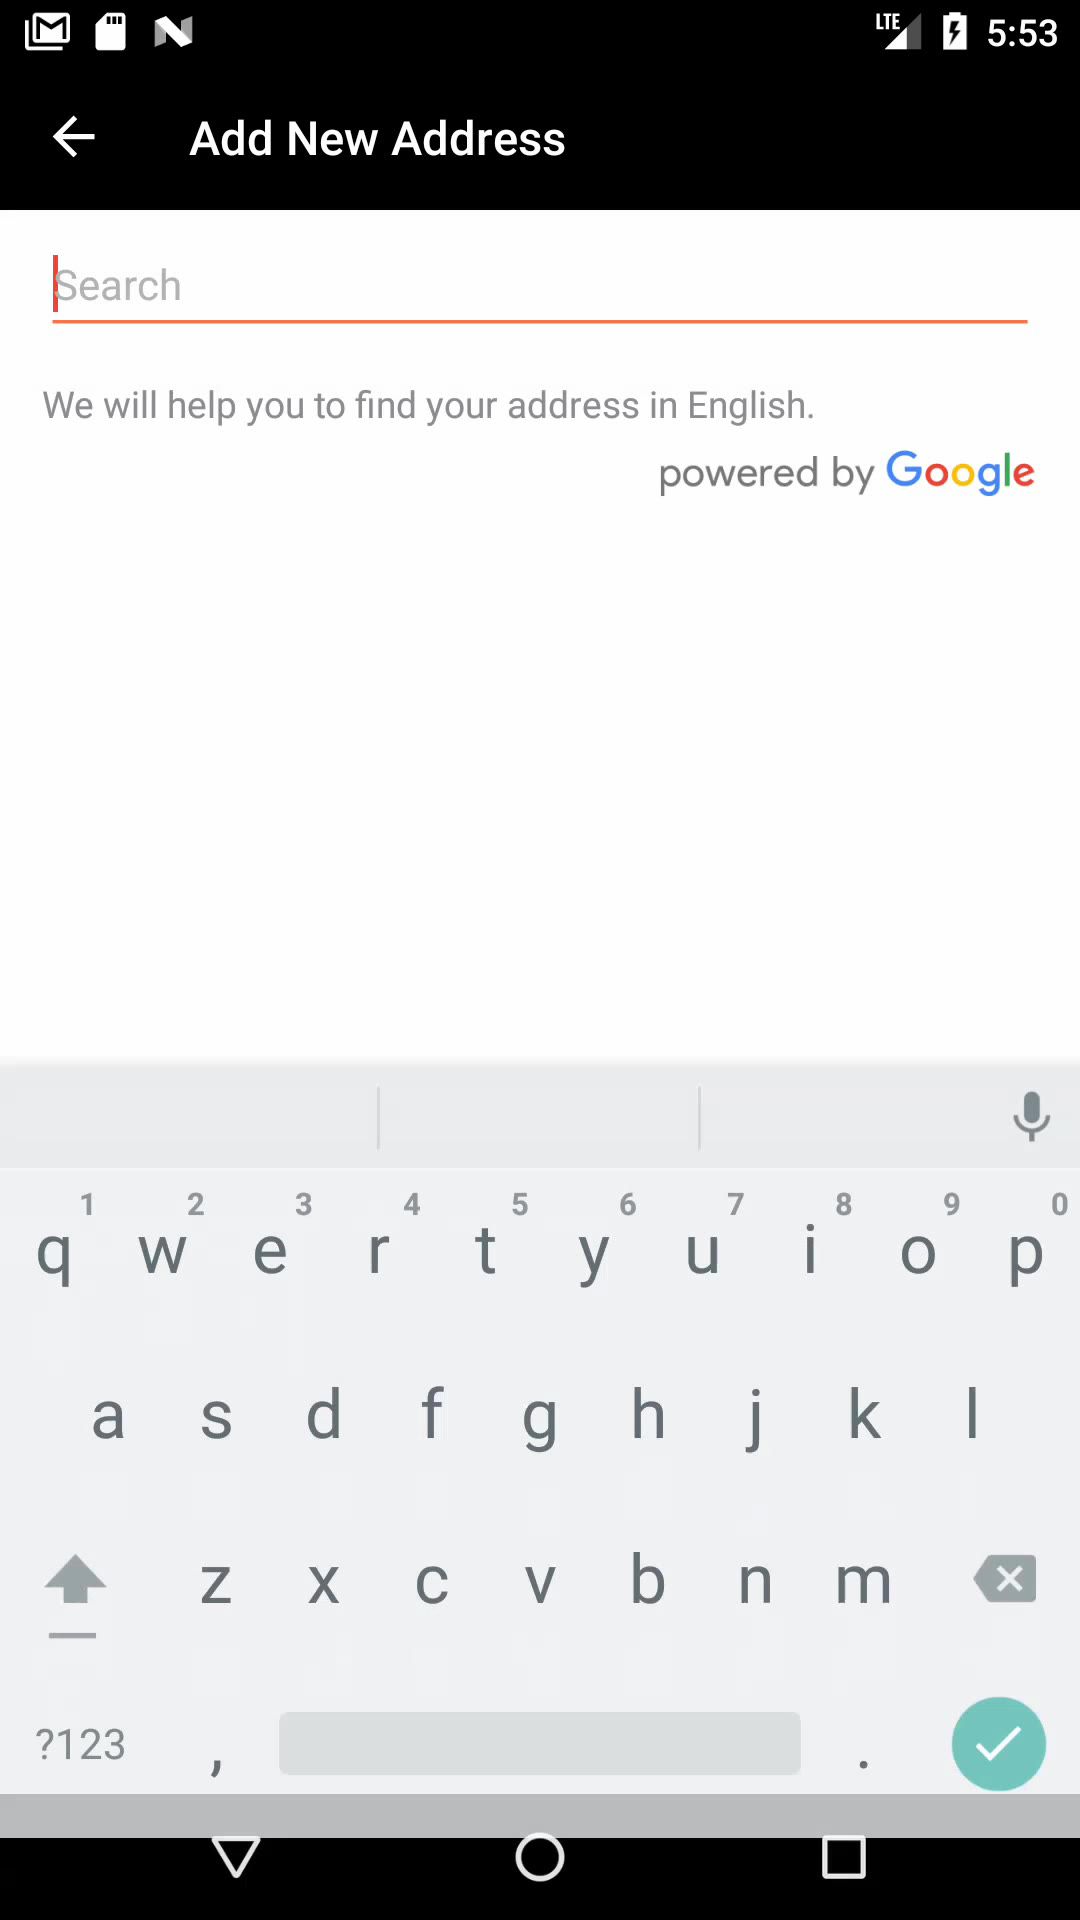 LTE 5:53
Add New Address
Search
We will help you to find your address in English.
powered by Google
1 2 3 4 5 6 7 8 9 0
q w e r t y u i o p
a s d f g h j k l
z x c v b n m
?123 , .